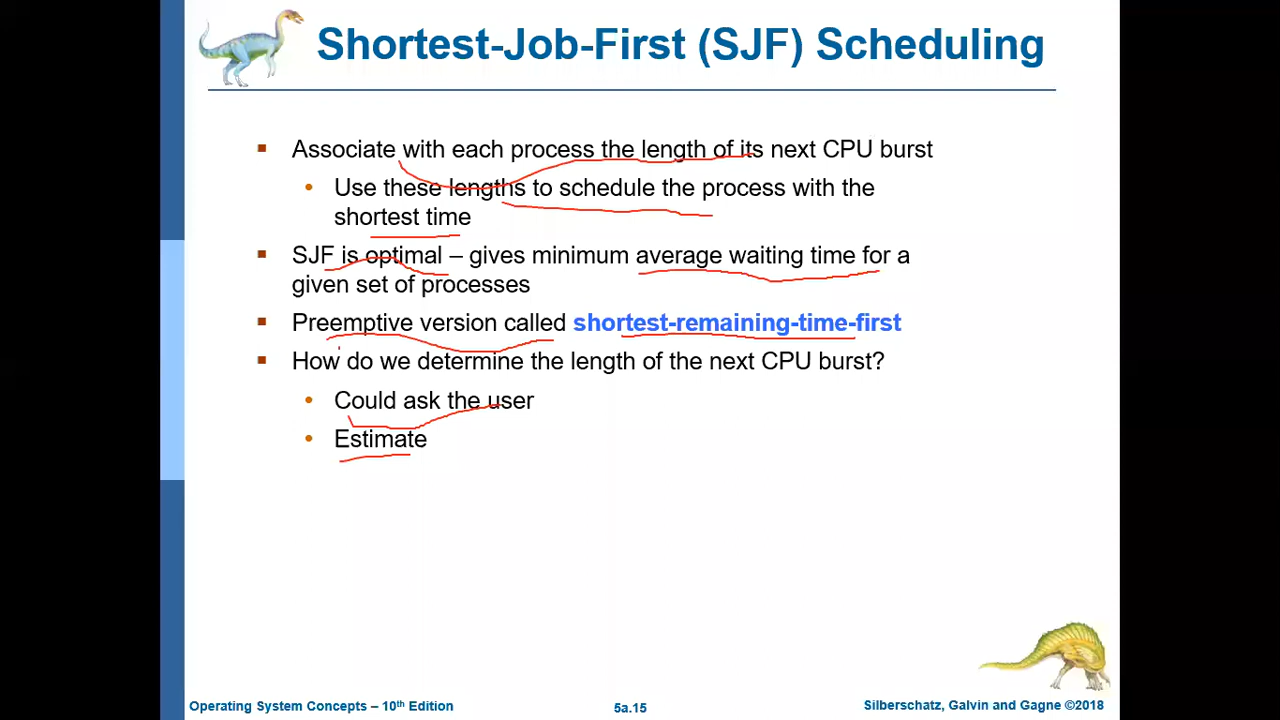 Shortest-Job-First (SJF) Scheduling
▪ Associate with each process the length of its next CPU burst
• Use these lengths to schedule the process with the
shortest time
▪ SJF is optimal – gives minimum average waiting time for a
given set of processes
▪ Preemptive version called shortest-remaining-time-first
▪ How do we determine the length of the next CPU burst?
• Could ask the user
• Estimate
Operating System Concepts – 10th Edition
5a.15
Silberschatz, Galvin and Gagne ©2018